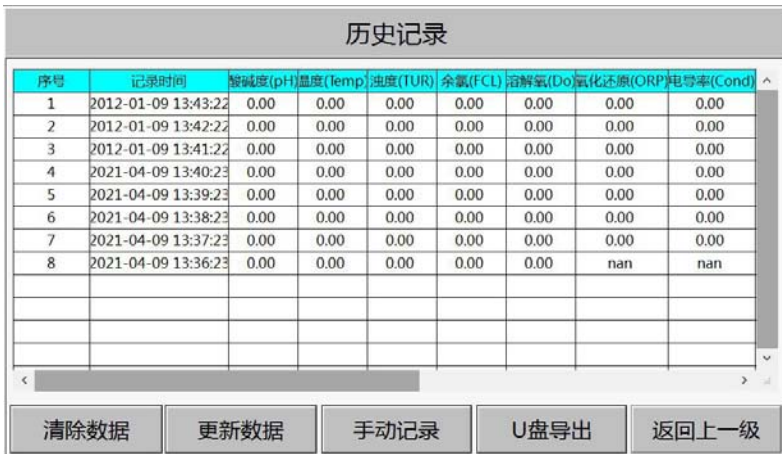 历史记录
序号 记录时间 酸碱度(pH) 温度(Temp) 浊度(TUR) 余氯(FCL) 溶解氧(Do) 氧化还原(ORP) 电导率(Cond)
1 2012-01-09 13:43:22 0.00 0.00 0.00 0.00 0.00 0.00 0.00
2 2012-01-09 13:42:22 0.00 0.00 0.00 0.00 0.00 0.00 0.00
3 2012-01-09 13:41:22 0.00 0.00 0.00 0.00 0.00 0.00 0.00
4 2021-04-09 13:40:23 0.00 0.00 0.00 0.00 0.00 0.00 0.00
5 2021-04-09 13:39:23 0.00 0.00 0.00 0.00 0.00 0.00 0.00
6 2021-04-09 13:38:23 0.00 0.00 0.00 0.00 0.00 0.00 0.00
7 2021-04-09 13:37:23 0.00 0.00 0.00 0.00 0.00 0.00 0.00
8 2021-04-09 13:36:23 0.00 0.00 0.00 0.00 0.00 nan nan
清除数据 更新数据 手动记录 U盘导出 返回上一级